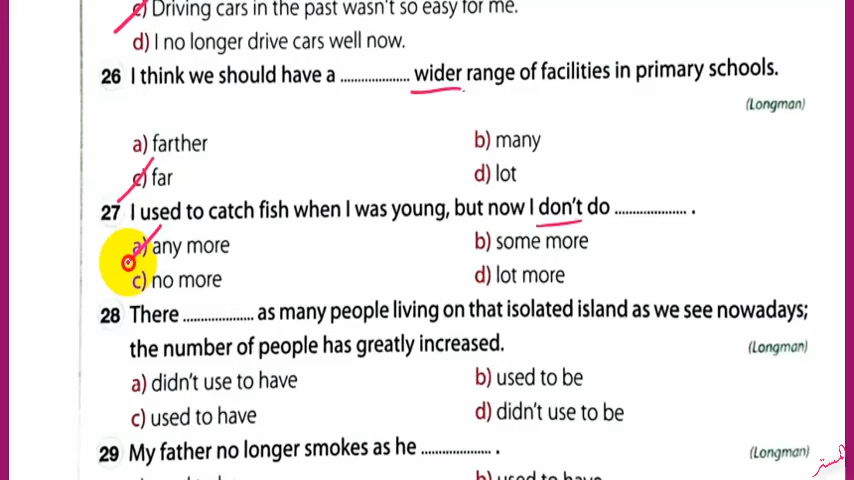 c) Driving cars in the past wasn't so easy for me.
d) I no longer drive cars well now.
26 I think we should have a .................... wider range of facilities in primary schools.
(Longman)
a) farther b) many
c) far d) lot
27 I used to catch fish when I was young, but now I don't do .................... .
a) any more b) some more
c) no more d) lot more
28 There .................... as many people living on that isolated island as we see nowadays;
the number of people has greatly increased. (Longman)
a) didn't use to have b) used to be
c) used to have d) didn't use to be
29 My father no longer smokes as he .................... .
(Longman)
b) used to have
المستر